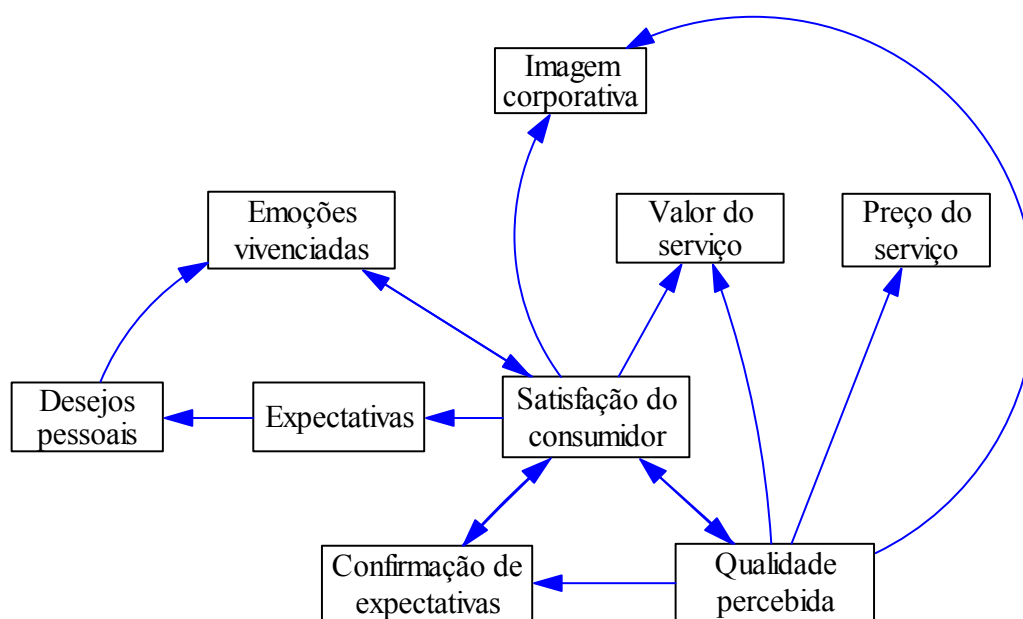 Imagem
corporativa
Emoções
vivenciadas
Valor do
serviço
Preço do
serviço
Desejos
pessoais
Expectativas
Satisfação do
consumidor
Confirmação de
expectativas
Qualidade
percebida